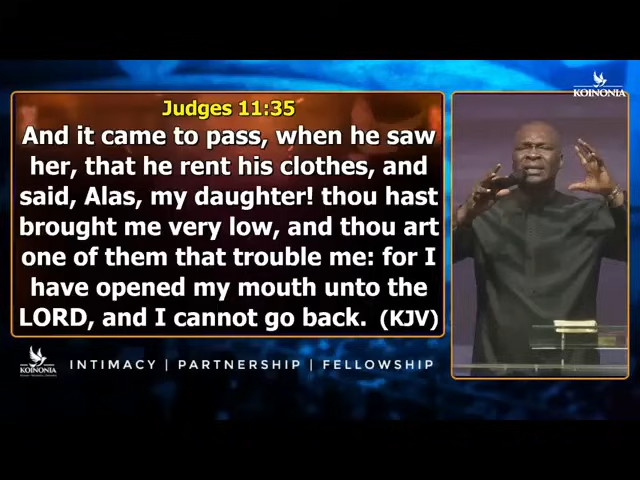 Judges 11:35
And it came to pass, when he saw
her, that he rent his clothes, and
said, Alas, my daughter! thou hast
brought me very low, and thou art
one of them that trouble me: for I
have opened my mouth unto the
LORD, and I cannot go back. (KJV)
KOINONIA
KOINONIA
INTIMACY | PARTNERSHIP | FELLOWSHIP